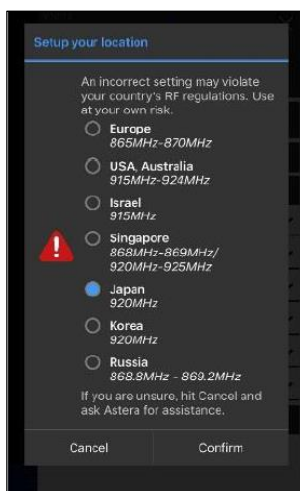 Setup your location
An incorrect setting may violate
your country's RF regulations. Use
at your own risk.
Europe
865MHz-870MHz
USA, Australia
915MHz-924MHz
Israel
915MHz
Singapore
868MHz-869MHz/
920MHz-925MHz
Japan
920MHz
Korea
920MHz
Russia
868.8MHz - 869.2MHz
If you are unsure, hit Cancel and
ask Astera for assistance.
Cancel Confirm